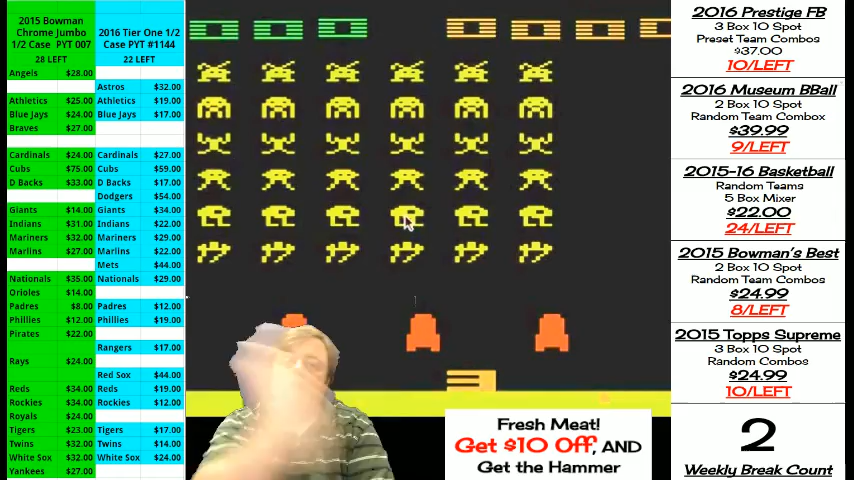 2015 Bowman
Chrome Jumbo
1/2 Case PYT 007
28 LEFT
Angels $28.00
Athletics $25.00
Blue Jays $24.00
Braves $27.00
Cardinals $24.00
Cubs $75.00
D Backs $33.00
Giants $14.00
Indians $31.00
Mariners $32.00
Marlins $27.00
Nationals $35.00
Orioles $14.00
Padres $8.00
Phillies $12.00
Pirates $22.00
Rays $24.00
Reds $34.00
Rockies $34.00
Royals $24.00
Tigers $23.00
Twins $32.00
White Sox $32.00
Yankees $27.00
2016 Tier One 1/2
Case PYT #1144
22 LEFT
Astros $32.00
Athletics $19.00
Blue Jays $17.00
Cardinals $27.00
Cubs $59.00
D Backs $17.00
Dodgers $54.00
Giants $34.00
Indians $22.00
Mariners $29.00
Marlins $22.00
Mets $44.00
Nationals $29.00
Padres $12.00
Phillies $19.00
Rangers $17.00
Red Sox $44.00
Reds $19.00
Rockies $12.00
Tigers $17.00
Twins $14.00
White Sox $24.00
Fresh Meat!
Get $10 Off, AND
Get the Hammer
2016 Prestige FB
3 Box 10 Spot
Preset Team Combos
$37.00
10/LEFT
2016 Museum BBall
2 Box 10 Spot
Random Team Combox
$39.99
9/LEFT
2015-16 Basketball
Random Teams
5 Box Mixer
$22.00
24/LEFT
2015 Bowman's Best
2 Box 10 Spot
Random Team Combos
$24.99
8/LEFT
2015 Topps Supreme
3 Box 10 Spot
Random Combos
$24.99
10/LEFT
2
Weekly Break Count